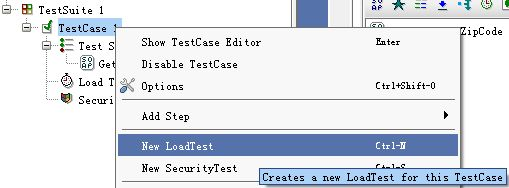 TestSuite 1
TestCase 1
Test S
Get
Load T
Securi
ZipCode
Show TestCase Editor Enter
Disable TestCase
Options Ctrl+Shift-O
Add Step
New LoadTest Ctrl-N
New SecurityTest Ctrl-S
Creates a new LoadTest for this TestCase